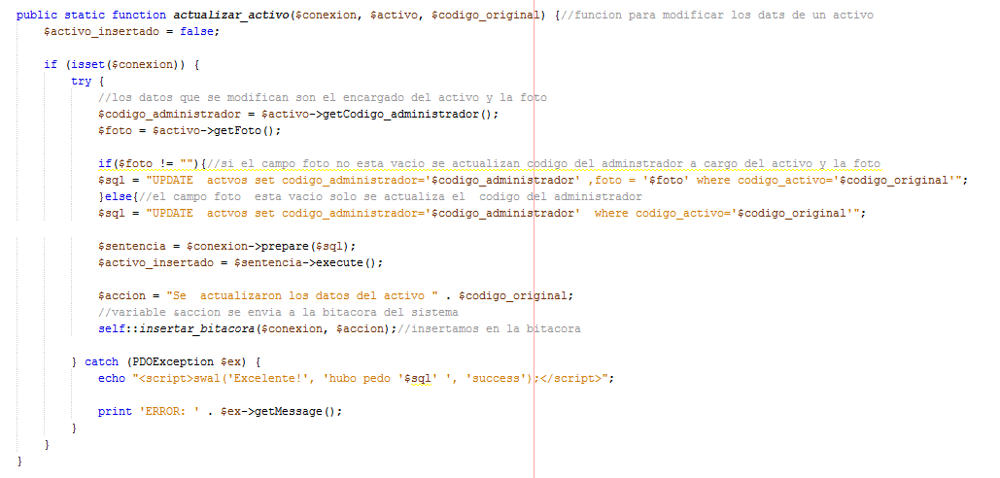 public static function actualizar_activo($conexion, $activo, $codigo_original) {//funcion para modificar los dats de un activo
$activo_insertado = false;
if (isset($conexion)) {
try {
//los datos que se modifican son el encargado del activo y la foto
$codigo_administrador = $activo->getCodigo_administrador();
$foto = $activo->getFoto();
if($foto != ""){//si el campo foto no esta vacio se actualizan codigo del adminstrador a cargo del activo y la foto
$sql = "UPDATE  actvos set codigo_administrador='$codigo_administrador' ,foto = '$foto' where codigo_activo='$codigo_original'";
}else{//el campo foto  esta vacio solo se actualiza el  codigo del administrador
$sql = "UPDATE  actvos set codigo_administrador='$codigo_administrador'  where codigo_activo='$codigo_original'";
$sentencia = $conexion->prepare($sql);
$activo_insertado = $sentencia->execute();
$accion = "Se  actualizaron los datos del activo " . $codigo_original;
//variable &accion se envia a la bitacora del sistema
self::insertar_bitacora($conexion, $accion);//insertamos en la bitacora
} catch (PDOException $ex) {
echo "<script>swal('Excelente!', 'hubo pedo '$sql' ', 'success');</script>";
print 'ERROR: ' . $ex->getMessage();
}
}
}